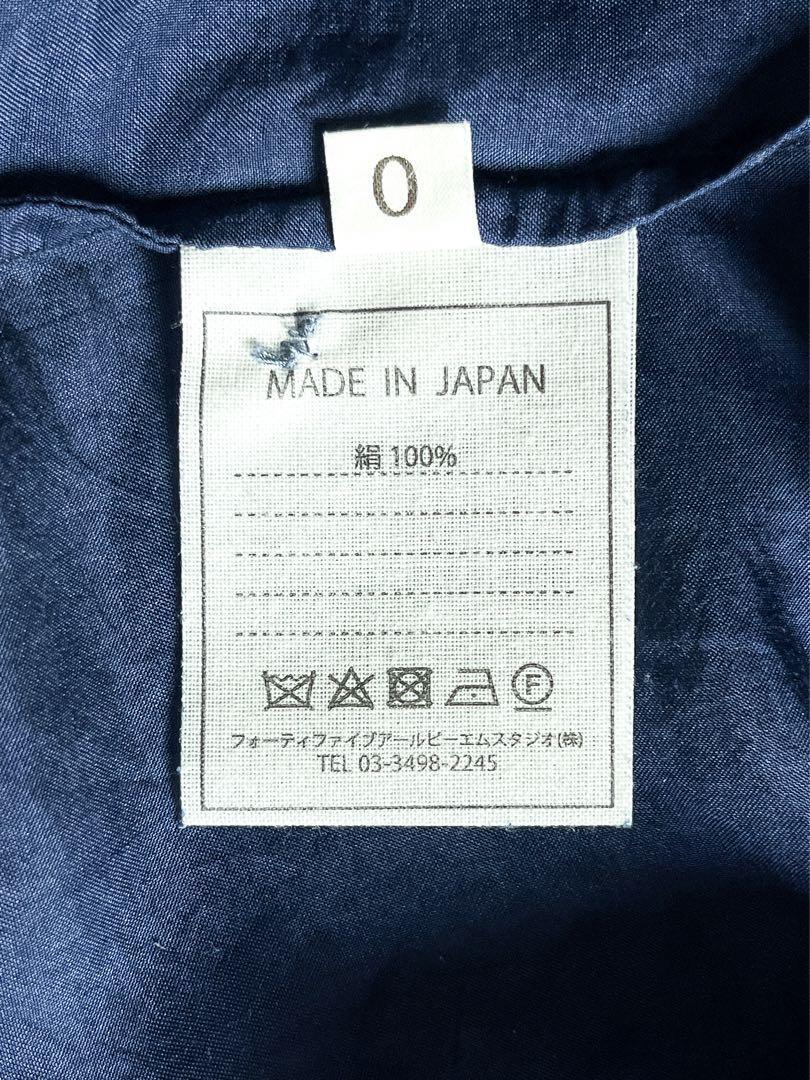 0
MADE IN JAPAN
絹 100%
F
フォーティファイブアールピーエムスタジオ(株)
TEL 03-3498-2245